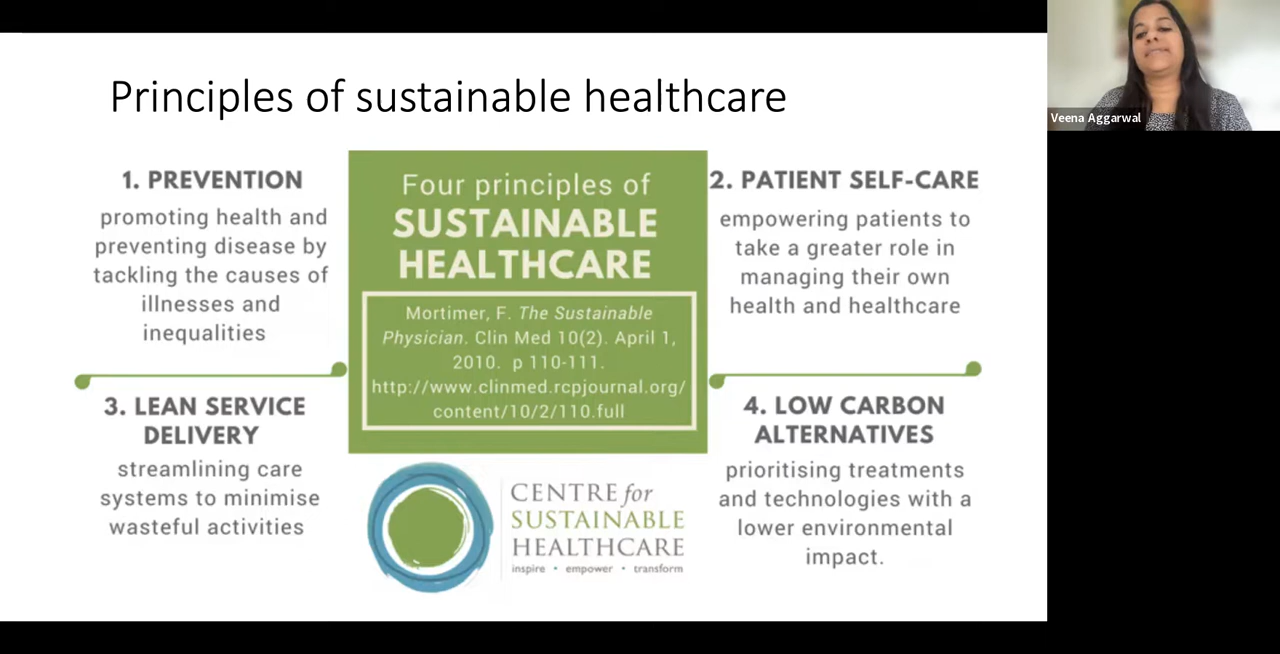 Principles of sustainable healthcare
1. PREVENTION
promoting health and
preventing disease by
tackling the causes of
illnesses and
inequalities
Four principles of
SUSTAINABLE
HEALTHCARE
Mortimer, F. The Sustainable
Physician. Clin Med 10(2). April 1,
2010. p 110-111.
http://www.clinmed.rcpjournal.org/
content/10/2/110.full
2. PATIENT SELF-CARE
empowering patients to
take a greater role in
managing their own
health and healthcare
3. LEAN SERVICE
DELIVERY
streamlining care
systems to minimise
wasteful activities
4. LOW CARBON
ALTERNATIVES
prioritising treatments
and technologies with a
lower environmental
impact.
CENTRE for
SUSTAINABLE
HEALTHCARE
inspire • empower • transform
Veena Aggarwal